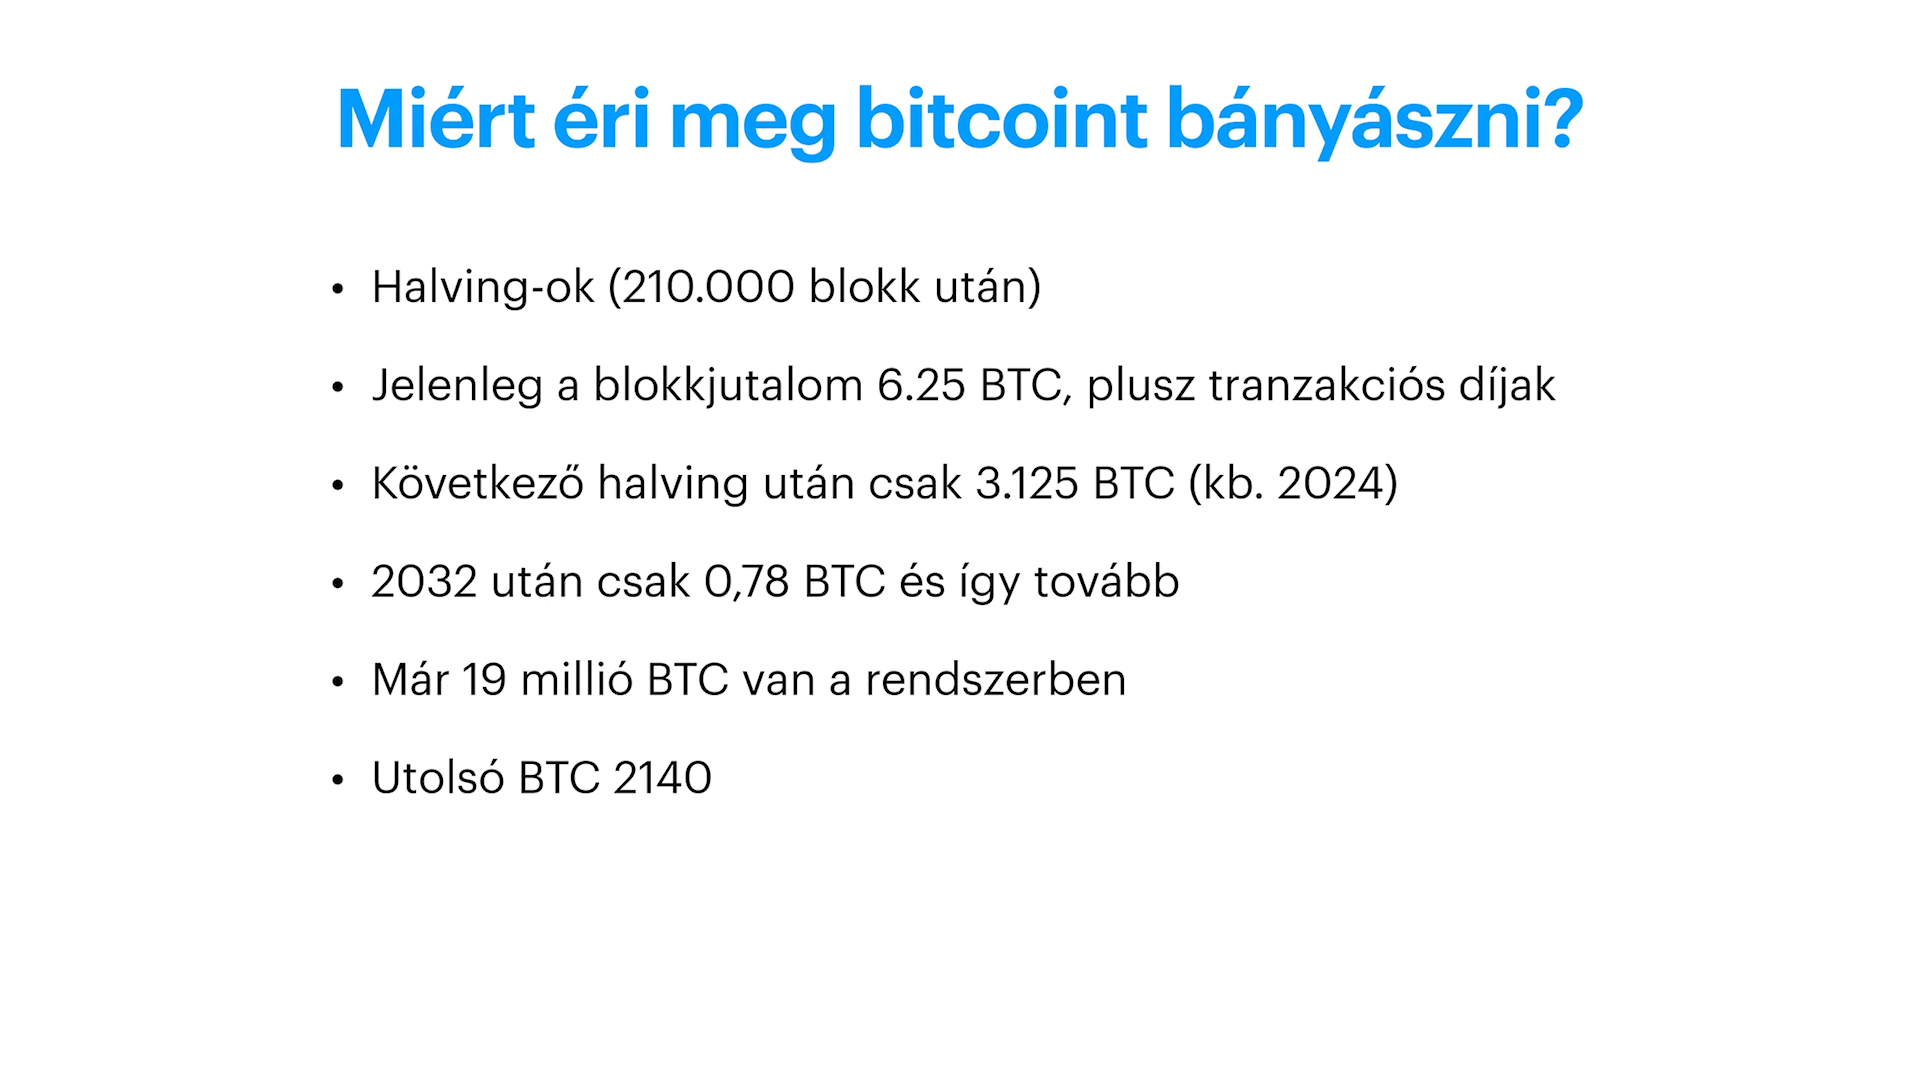 Miért éri meg bitcoint bányászni?
• Halving-ok (210.000 blokk után)
• Jelenleg a blokkjutalom 6.25 BTC, plusz tranzakciós díjak
• Következő halving után csak 3.125 BTC (kb. 2024)
• 2032 után csak 0,78 BTC és így tovább
• Már 19 millió BTC van a rendszerben
• Utolsó BTC 2140